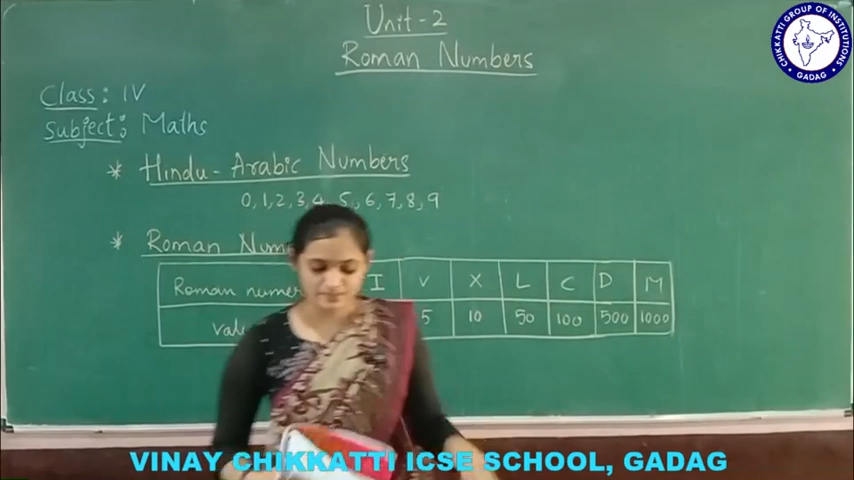 Unit-2
Roman Numbers
CHIKKATTI GROUP OF INSTITUTIONS
GADAG
Class: IV
Subject: Maths
* Hindu-Arabic Numbers
0,1,2,3,4,5,6,7,8,9
* Roman Num
Roman numer I V X L C D M
val 5 10 50 100 500 1000
VINAY CHIKKATTI ICSE SCHOOL, GADAG